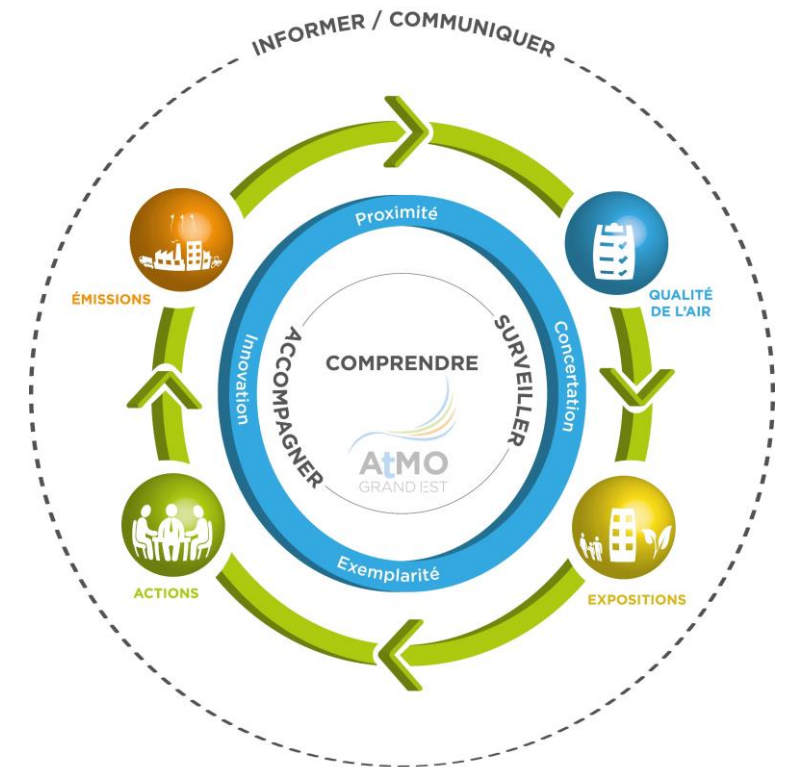 INFORMER / COMMUNIQUER
Proximité
ÉMISSIONS
QUALITÉ
DE L'AIR
Innovation
ACCOMPAGNER
COMPRENDRE
SURVEILLER
Concertation
AtMO
GRAND EST
Exemplarité
ACTIONS
EXPOSITIONS